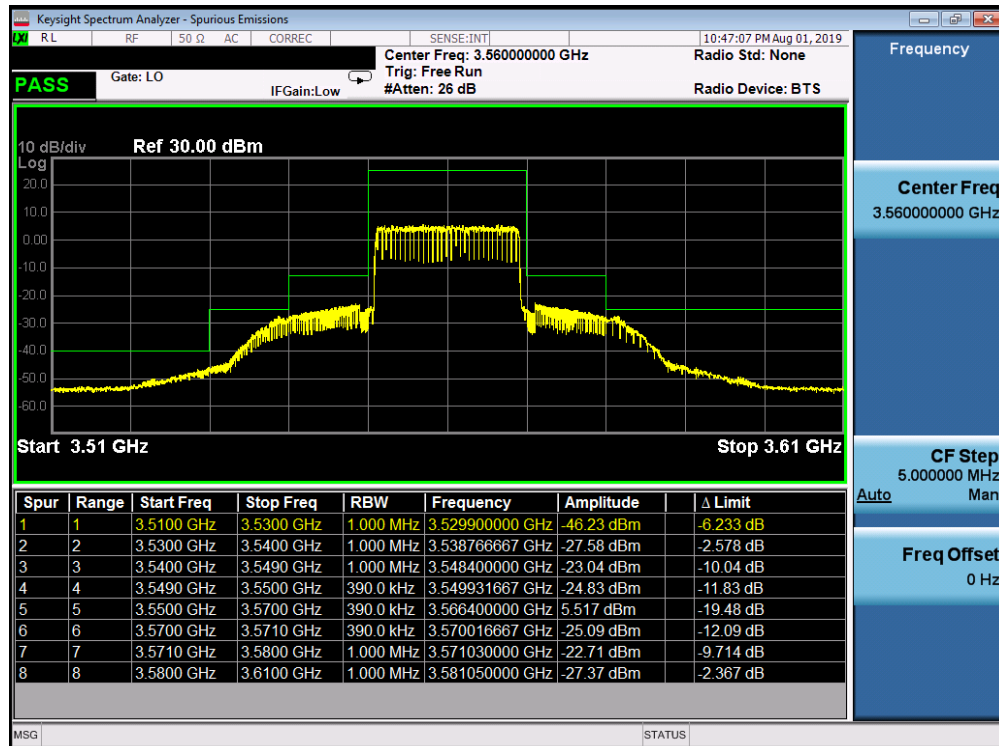 Keysight Spectrum Analyzer - Spurious Emissions
LXI RL RF 50 Ω AC CORREC SENSE:INT 10:47:07 PM Aug 01, 2019
Center Freq: 3.560000000 GHz Radio Std: None
PASS Gate: LO Trig: Free Run
IFGain:Low #Atten: 26 dB Radio Device: BTS
10 dB/div Ref 30.00 dBm
Log
20.0
10.0
0.00
-10.0
-20.0
-30.0
-40.0
-50.0
-60.0
Start 3.51 GHz Stop 3.61 GHz
Spur Range Start Freq Stop Freq RBW Frequency Amplitude Δ Limit
1 1 3.5100 GHz 3.5300 GHz 1.000 MHz 3.529900000 GHz -46.23 dBm -6.233 dB
2 2 3.5300 GHz 3.5400 GHz 1.000 MHz 3.538766667 GHz -27.58 dBm -2.578 dB
3 3 3.5400 GHz 3.5490 GHz 1.000 MHz 3.548400000 GHz -23.04 dBm -10.04 dB
4 4 3.5490 GHz 3.5500 GHz 390.0 kHz 3.549931667 GHz -24.83 dBm -11.83 dB
5 5 3.5500 GHz 3.5700 GHz 390.0 kHz 3.566400000 GHz 5.517 dBm -19.48 dB
6 6 3.5700 GHz 3.5710 GHz 390.0 kHz 3.570016667 GHz -25.09 dBm -12.09 dB
7 7 3.5710 GHz 3.5800 GHz 1.000 MHz 3.571030000 GHz -22.71 dBm -9.714 dB
8 8 3.5800 GHz 3.6100 GHz 1.000 MHz 3.581050000 GHz -27.37 dBm -2.367 dB
MSG STATUS
Frequency
Center Freq
3.560000000 GHz
CF Step
5.000000 MHz
Auto Man
Freq Offset
0 Hz